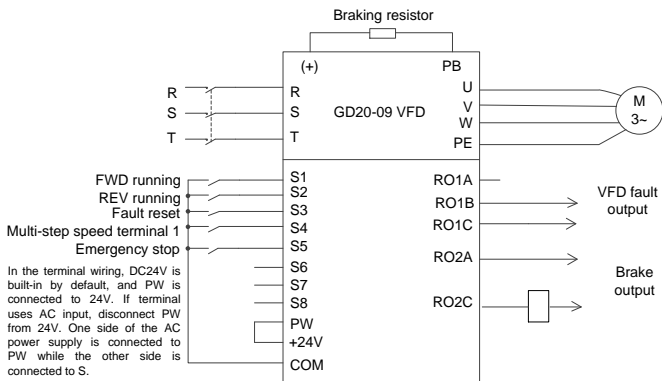 Braking resistor
(+)
PB
R
S
T
R
S
T
GD20-09 VFD
U
V
W
PE
M
3~
FWD running
REV running
Fault reset
Multi-step speed terminal 1
Emergency stop
S1
S2
S3
S4
S5
S6
S7
S8
PW
+24V
COM
RO1A
RO1B
RO1C
RO2A
RO2C
VFD fault
output
Brake
output
In the terminal wiring, DC24V is
built-in by default, and PW is
connected to 24V. If terminal
uses AC input, disconnect PW
from 24V. One side of the AC
power supply is connected to
PW while the other side is
connected to S.